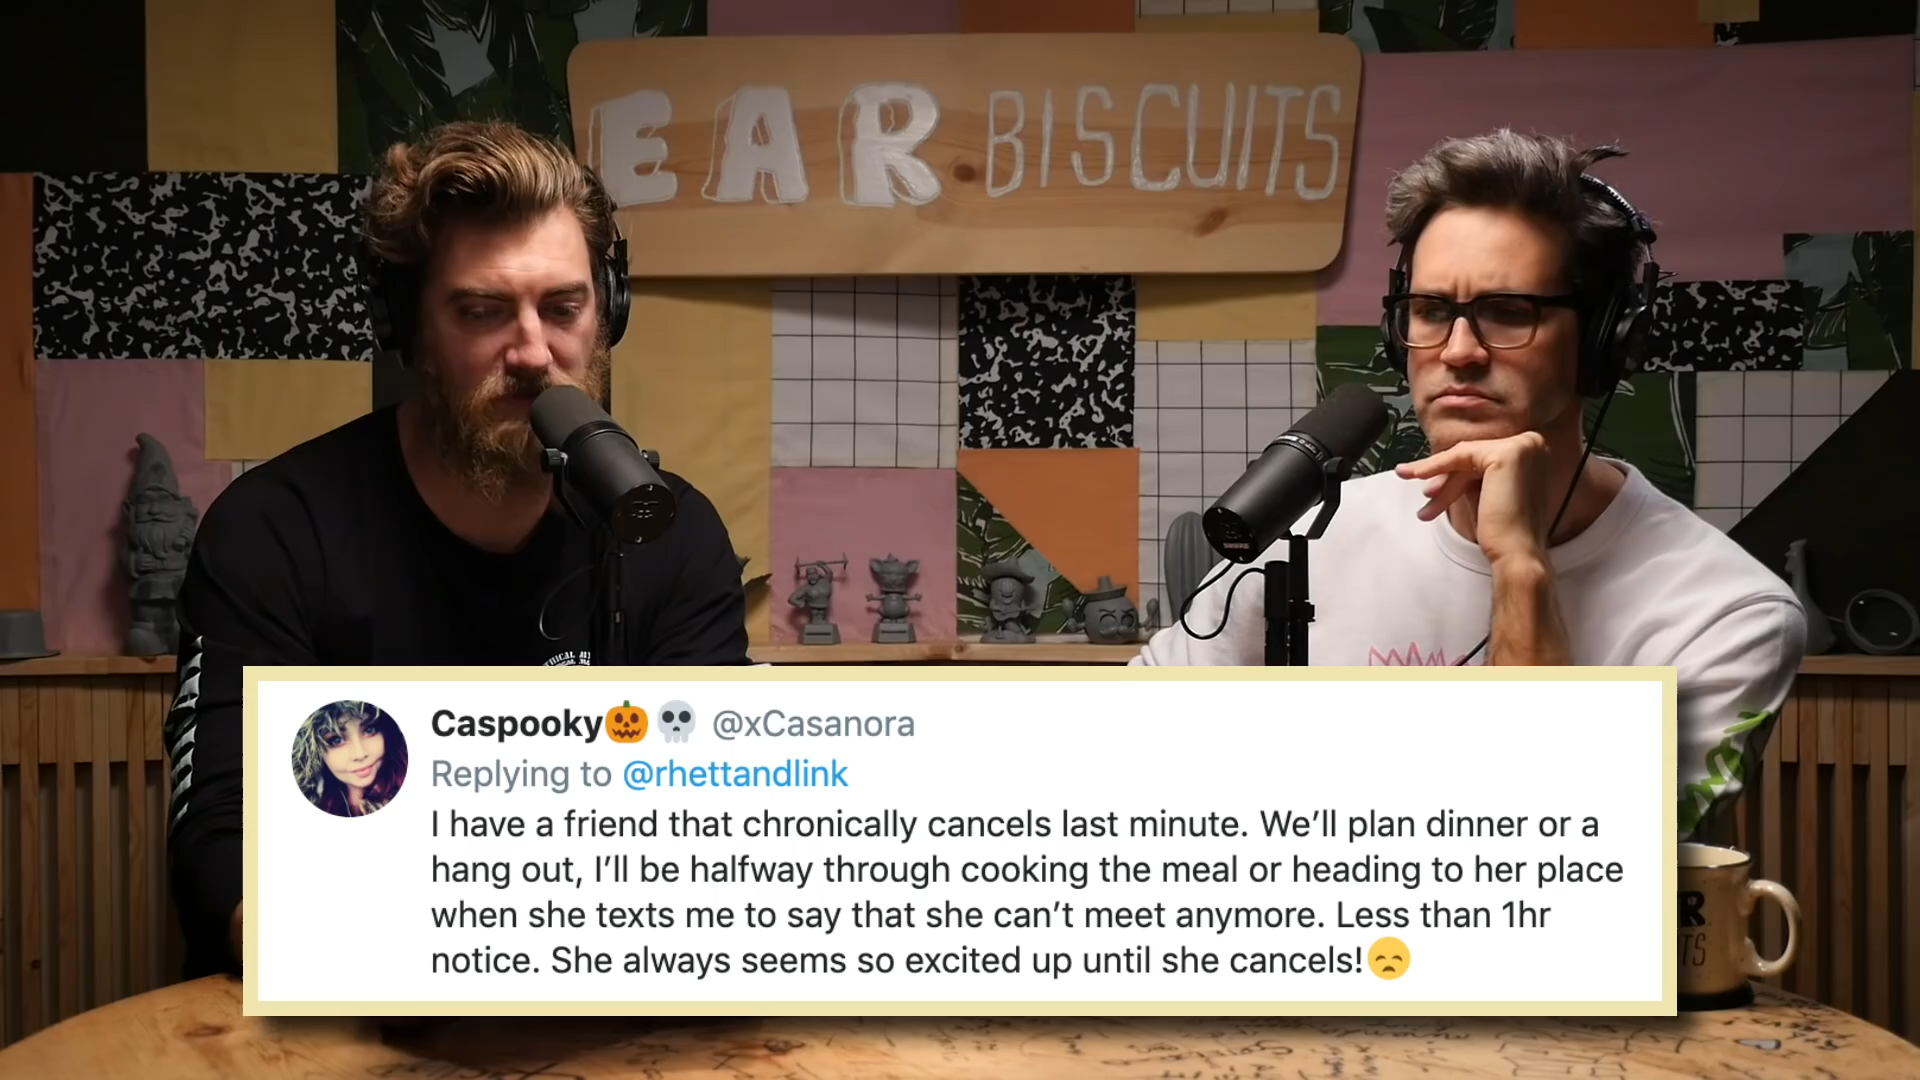 EAR BISCUITS
Caspooky🎃💀 @xCasanora
Replying to @rhettandlink
I have a friend that chronically cancels last minute. We'll plan dinner or a
hang out, I'll be halfway through cooking the meal or heading to her place
when she texts me to say that she can't meet anymore. Less than 1hr
notice. She always seems so excited up until she cancels!😞